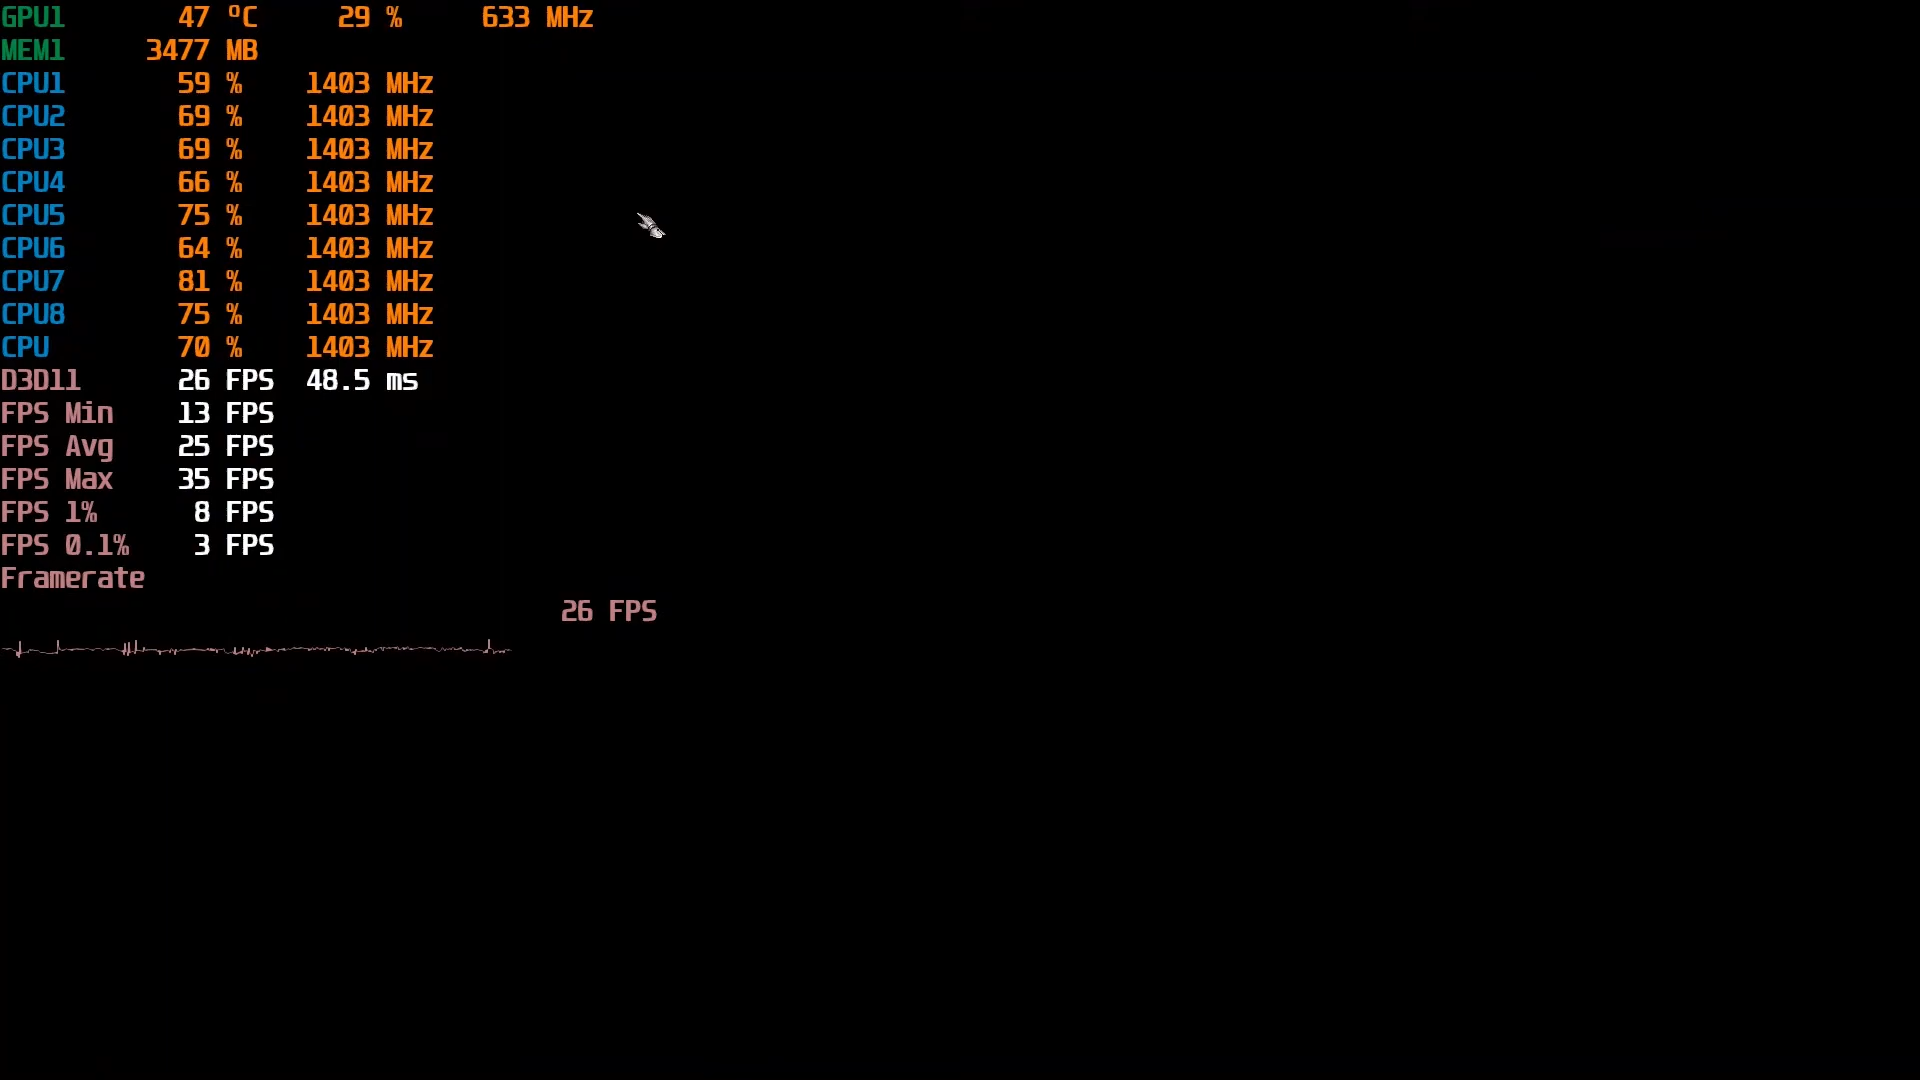 GPU1 47 ºC 29 % 633 MHz
MEM1 3477 MB
CPU1 59 % 1403 MHz
CPU2 69 % 1403 MHz
CPU3 69 % 1403 MHz
CPU4 66 % 1403 MHz
CPU5 75 % 1403 MHz
CPU6 64 % 1403 MHz
CPU7 81 % 1403 MHz
CPU8 75 % 1403 MHz
CPU 70 % 1403 MHz
D3D11 26 FPS 48.5 ms
FPS Min 13 FPS
FPS Avg 25 FPS
FPS Max 35 FPS
FPS 1% 8 FPS
FPS 0.1% 3 FPS
Framerate
26 FPS